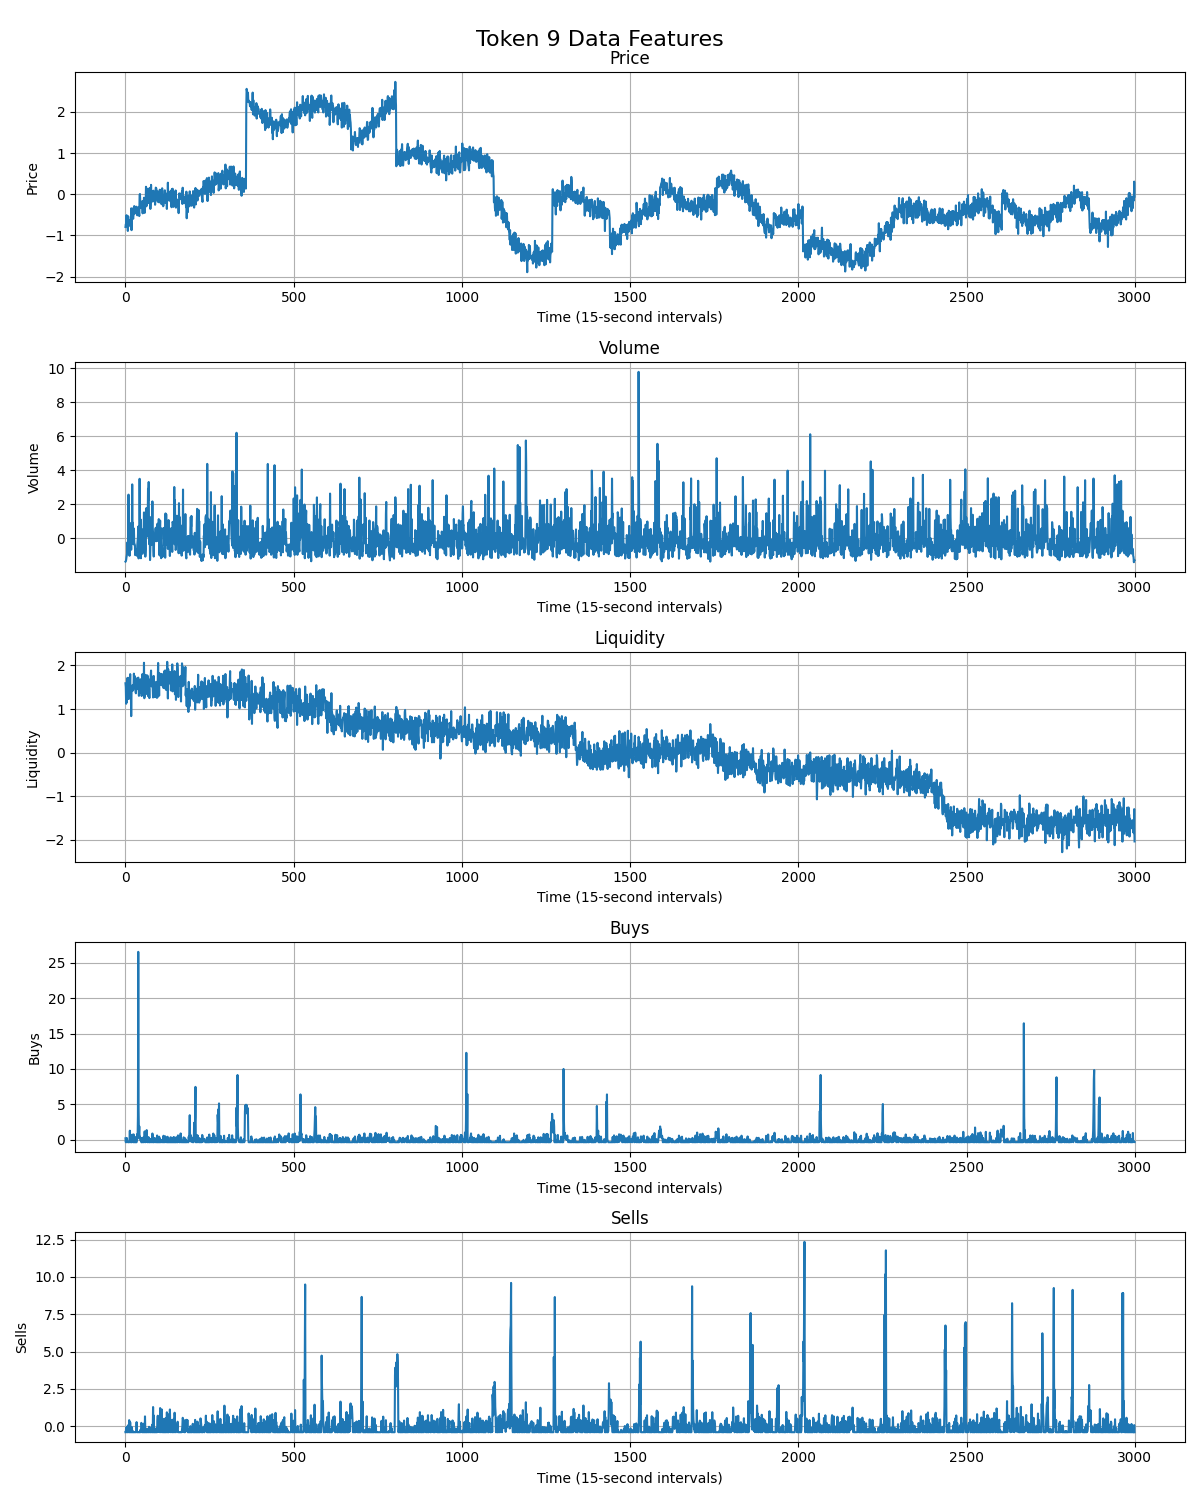 Token 9 Data Features
Price
Price
2
1
0
−1
−2
0 500 1000 1500 2000 2500 3000
Time (15-second intervals)
Volume
Volume
10
8
6
4
2
0
0 500 1000 1500 2000 2500 3000
Time (15-second intervals)
Liquidity
Liquidity
2
1
0
−1
−2
0 500 1000 1500 2000 2500 3000
Time (15-second intervals)
Buys
Buys
25
20
15
10
5
0
0 500 1000 1500 2000 2500 3000
Time (15-second intervals)
Sells
Sells
12.5
10.0
7.5
5.0
2.5
0.0
0 500 1000 1500 2000 2500 3000
Time (15-second intervals)